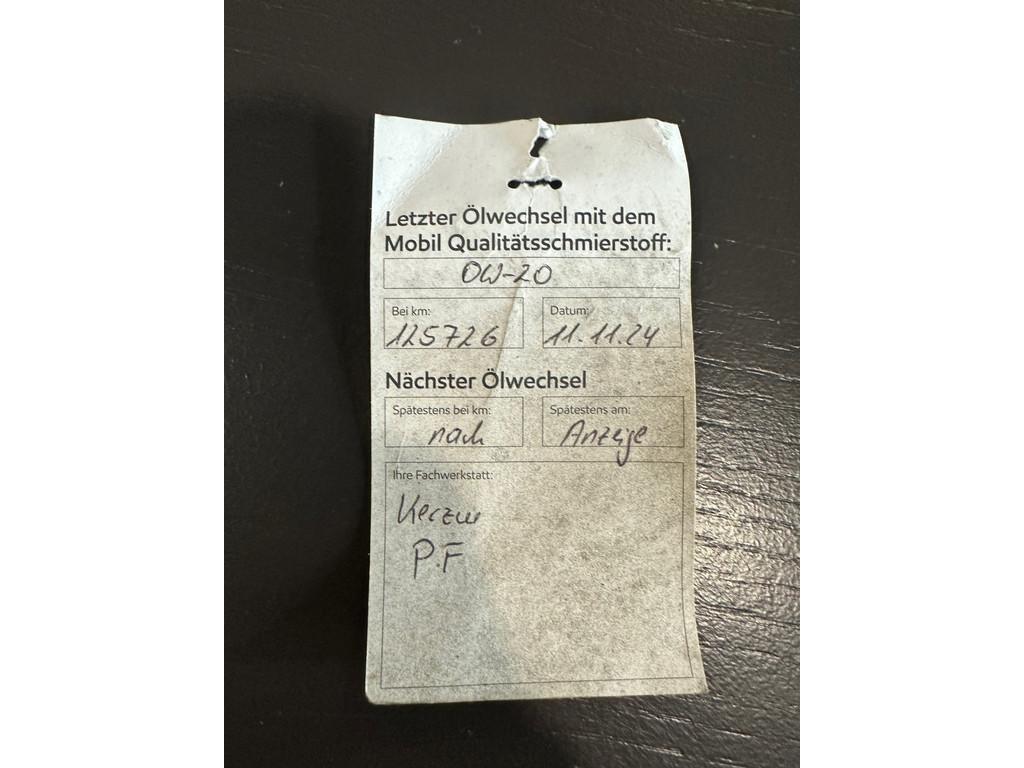 Letzter Ölwechsel mit dem
Mobil Qualitätsschmierstoff:
0W-20
Bei km:
125726
Datum:
11.11.24
Nächster Ölwechsel
Spätestens bei km:
nach
Spätestens am:
Anzeige
Ihre Fachwerkstatt:
P.F